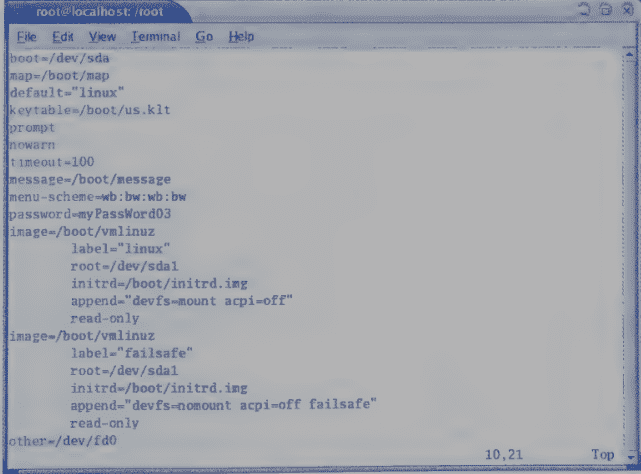 root@localhost: /root
File Edit View Terminal Go Help
boot=/dev/sda
map=/boot/map
default="linux"
keytable=/boot/us.klt
prompt
nowarn
timeout=100
message=/boot/message
menu-scheme=wb:bw:wb:bw
password=myPassWord03
image=/boot/vmlinuz
label="linux"
root=/dev/sda1
initrd=/boot/initrd.img
append="devfs=mount acpi=off"
read-only
image=/boot/vmlinuz
label="failsafe"
root=/dev/sda1
initrd=/boot/initrd.img
append="devfs=nomount acpi=off failsafe"
read-only
other=/dev/fd0
10,21 Top